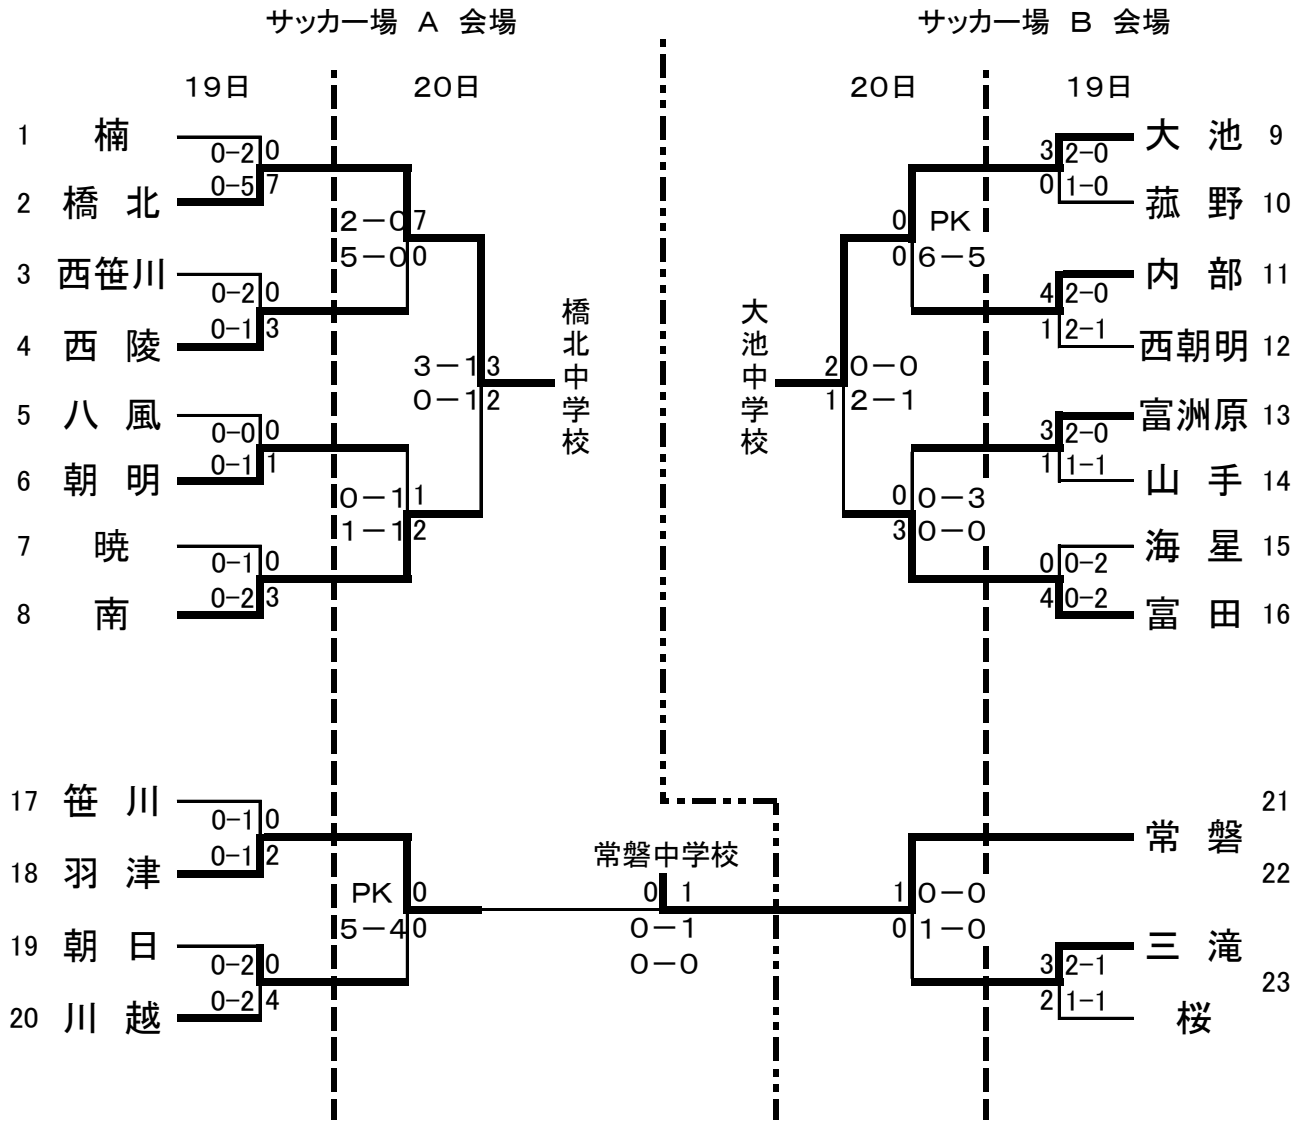 サッカー場 A 会場
サッカー場 B 会場
19日
20日
20日
19日
1 楠
0-2 0
0-5 7
2 橋 北
2－0 7
5－0 0
3 西笹川
0-2 0
0-1 3
4 西 陵
3－1 3
0－1 2
橋北中学校
5 八 風
0-0 0
0-1 1
6 朝 明
0－1 1
1－1 2
7 暁
0-1 0
0-2 3
8 南
大 池 9
3 2-0
0 1-0
菰 野 10
0 PK
0 6－5
内 部 11
4 2-0
1 2-1
西朝明 12
大池中学校
2 0－0
1 2－1
富洲原 13
3 2-0
1 1-1
山 手 14
0 0－3
3 0－0
海 星 15
0 0-2
4 0-2
富 田 16
17 笹 川
0-1 0
0-1 2
18 羽 津
PK 0
5－4 0
19 朝 日
0-2 0
0-2 4
20 川 越
常磐中学校
0 1
0－1
0－0
21
常 磐
22
1 0－0
0 1－0
三 滝
3 2-1
2 1-1
23
桜